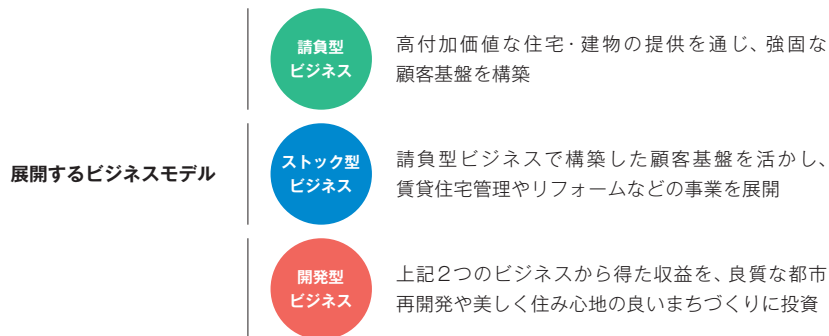 請負型
ビジネス
高付加価値な住宅・建物の提供を通じ、強固な
顧客基盤を構築
展開するビジネスモデル
ストック型
ビジネス
請負型ビジネスで構築した顧客基盤を活かし、
賃貸住宅管理やリフォームなどの事業を展開
開発型
ビジネス
上記2つのビジネスから得た収益を、良質な都市
再開発や美しく住み心地の良いまちづくりに投資